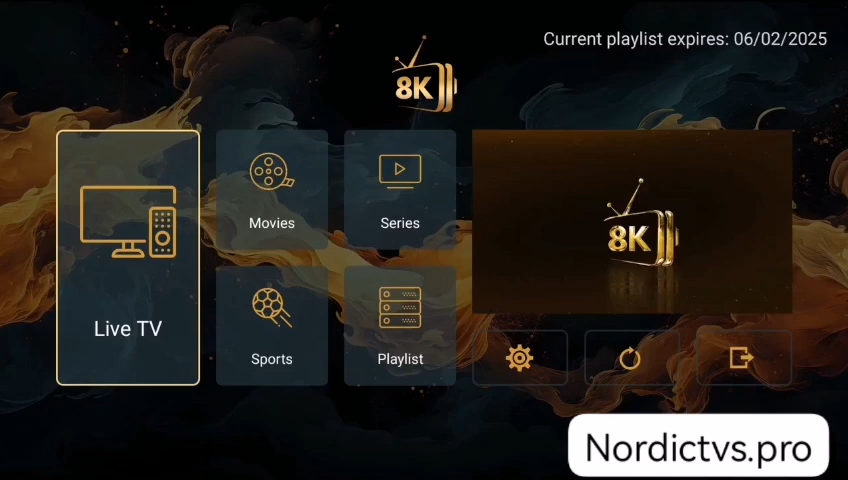 Current playlist expires: 06/02/2025
8K
Movies
Series
8K
Live TV
Sports
Playlist
Nordictvs.pro